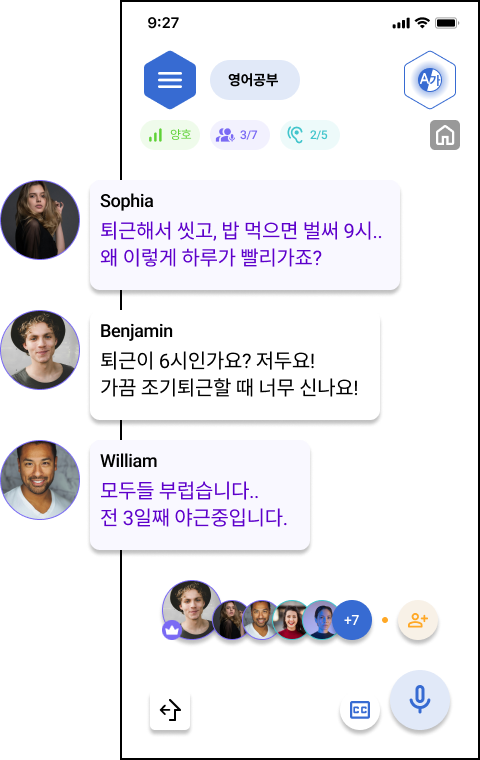 9:27
영어공부
A가
양호
3/7
2/5
Sophia
퇴근해서 씻고, 밥 먹으면 벌써 9시..
왜 이렇게 하루가 빨리가죠?
Benjamin
퇴근이 6시인가요? 저두요!
가끔 조기퇴근할 때 너무 신나요!
William
모두들 부럽습니다..
전 3일째 야근중입니다.
+7
CC